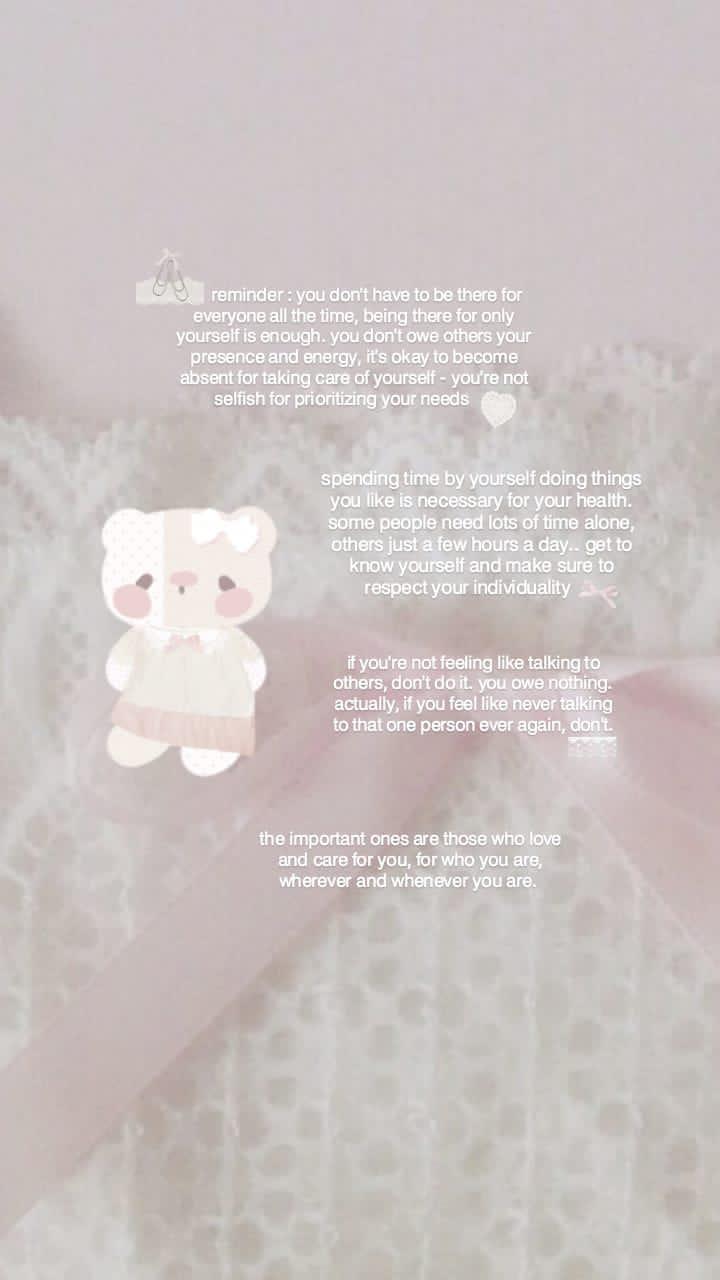 reminder : you don't have to be there for
everyone all the time, being there for only
yourself is enough. you don't owe others your
presence and energy, it's okay to become
absent for taking care of yourself - you're not
selfish for prioritizing your needs
spending time by yourself doing things
you like is necessary for your health.
some people need lots of time alone,
others just a few hours a day.. get to
know yourself and make sure to
respect your individuality
if you're not feeling like talking to
others, don't do it. you owe nothing.
actually, if you feel like never talking
to that one person ever again, don't.
the important ones are those who love
and care for you, for who you are,
wherever and whenever you are.